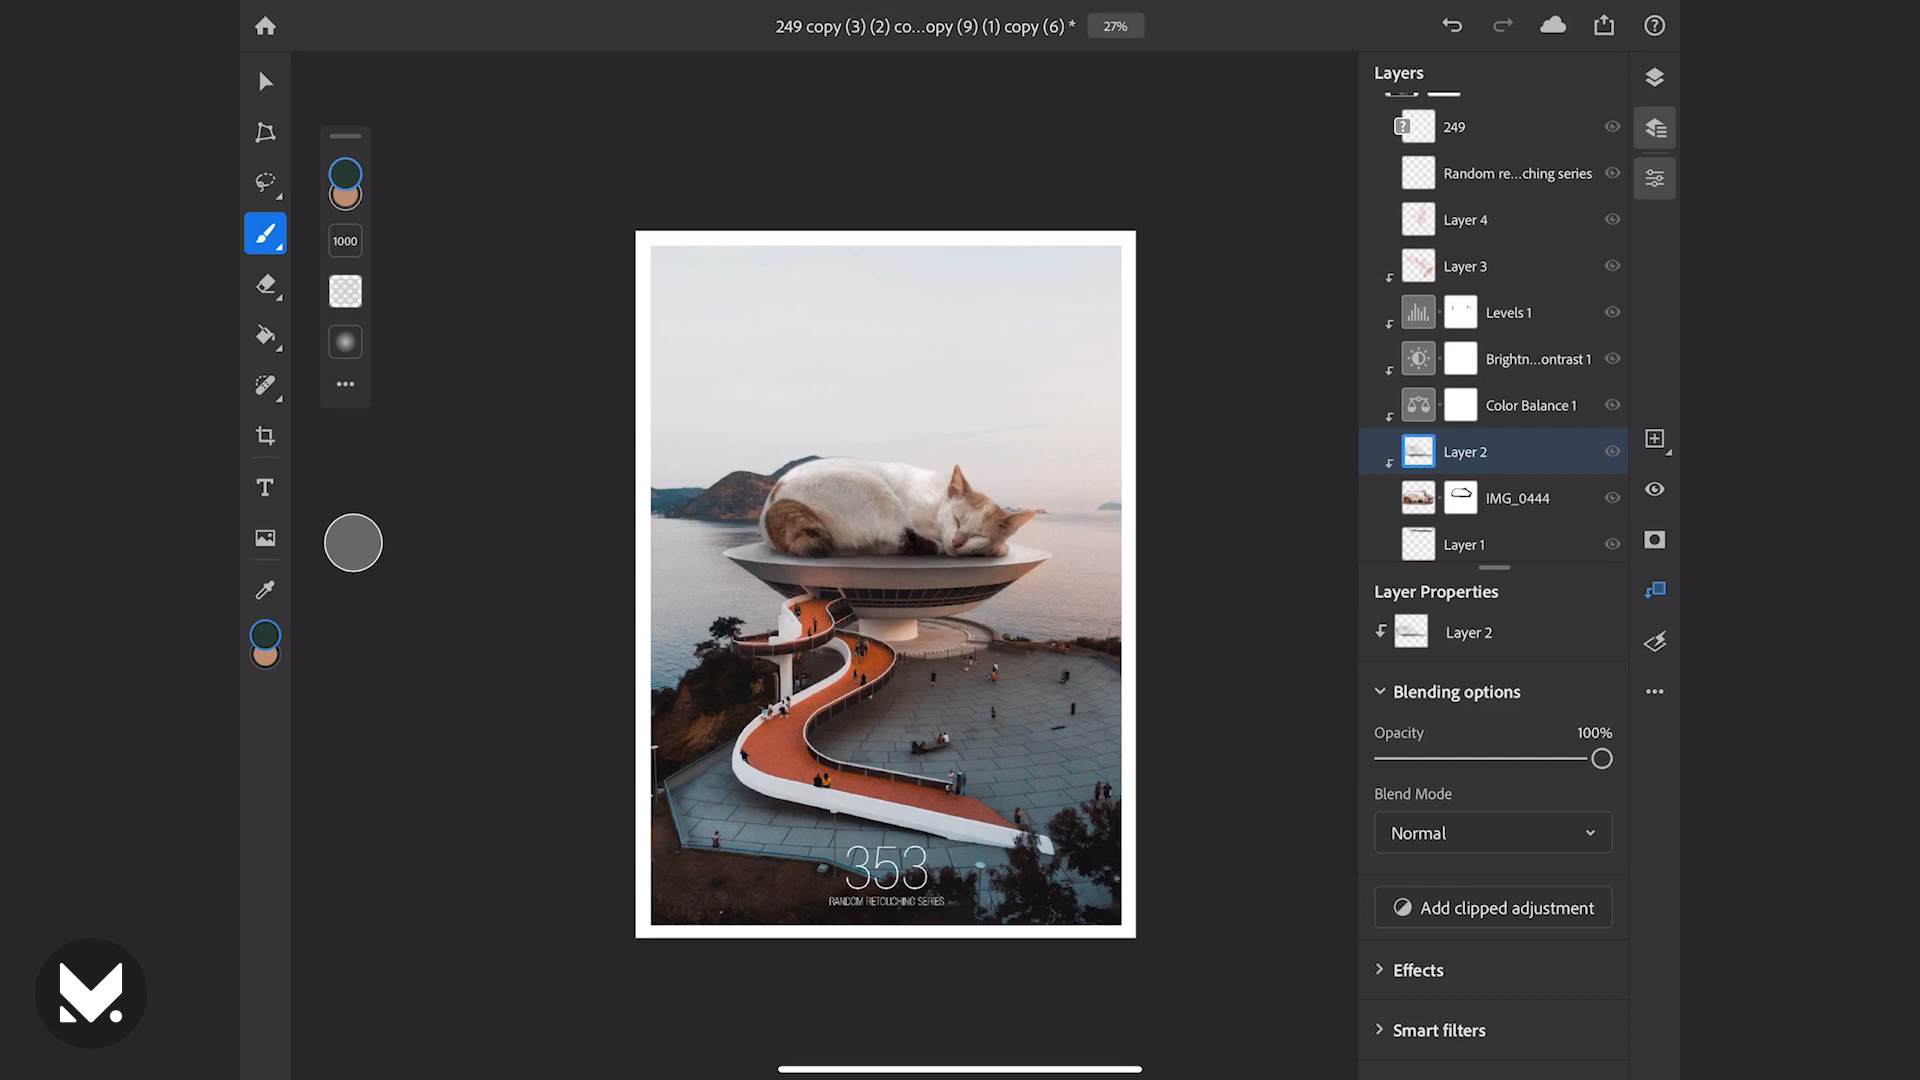 249 copy (3) (2) co...opy (9) (1) copy (6) *
27%
1000
T
353
RANDOM RETOUCHING SERIES
Layers
249
Random re...ching series
Layer 4
Layer 3
Levels 1
Brightn...ontrast 1
Color Balance 1
Layer 2
IMG_0444
Layer 1
Layer Properties
Layer 2
Blending options
Opacity
100%
Blend Mode
Normal
Add clipped adjustment
Effects
Smart filters
M.